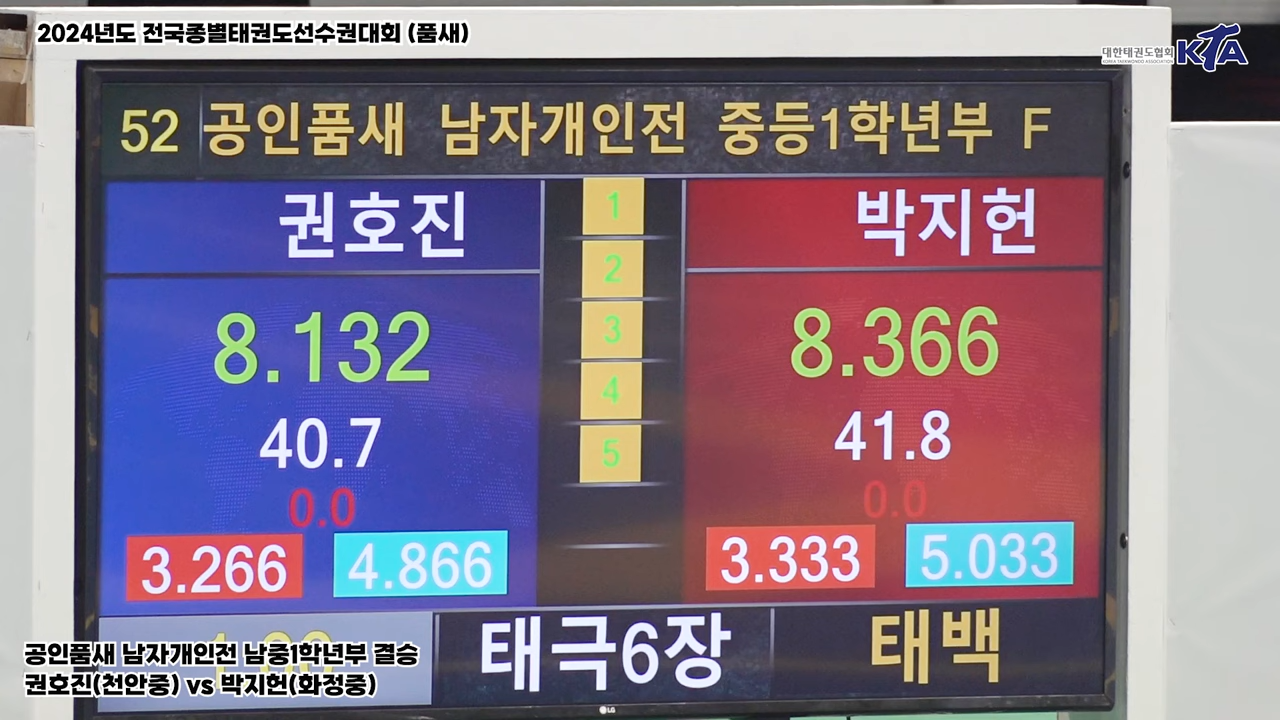 2024년도 전국종별태권도선수권대회 (품새)
대한태권도협회 KTA
KOREA TAEKWONDO ASSOCIATION
52 공인품새 남자개인전 중등1학년부 F
권호진 1 박지헌
2
8.132 3 8.366
4
40.7 5 41.8
0.0 0.0
3.266 4.866 3.333 5.033
태극6장 태백
공인품새 남자개인전 남중1학년부 결승
권호진(천안중) vs 박지헌(화정중)
LG